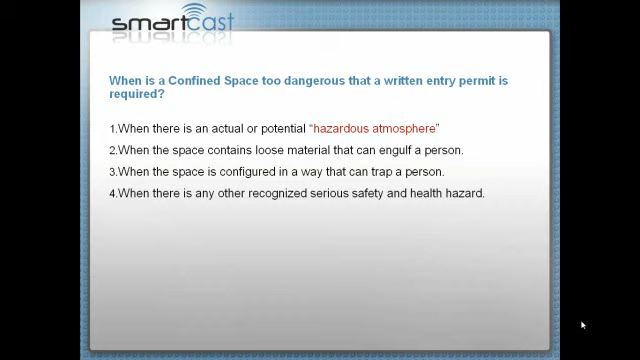 smartcast
When is a Confined Space too dangerous that a written entry permit is
required?
1.When there is an actual or potential “hazardous atmosphere”
2.When the space contains loose material that can engulf a person.
3.When the space is configured in a way that can trap a person.
4.When there is any other recognized serious safety and health hazard.